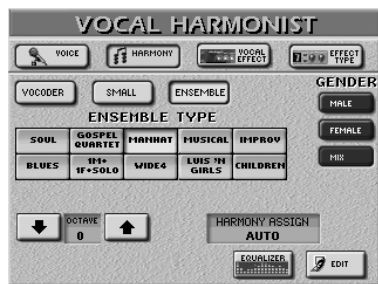 VOCAL HARMONIST
VOICE HARMONY VOCAL EFFECT EFFECT TYPE
VOCODER SMALL ENSEMBLE GENDER
ENSEMBLE TYPE MALE
SOUL GOSPEL QUARTET MANHAT MUSICAL IMPROV FEMALE
BLUES 1M+ 1F+SOLO WIDE4 LUIS 'N GIRLS CHILDREN MIX
OCTAVE HARMONY ASSIGN
0 AUTO
EQUALIZER EDIT